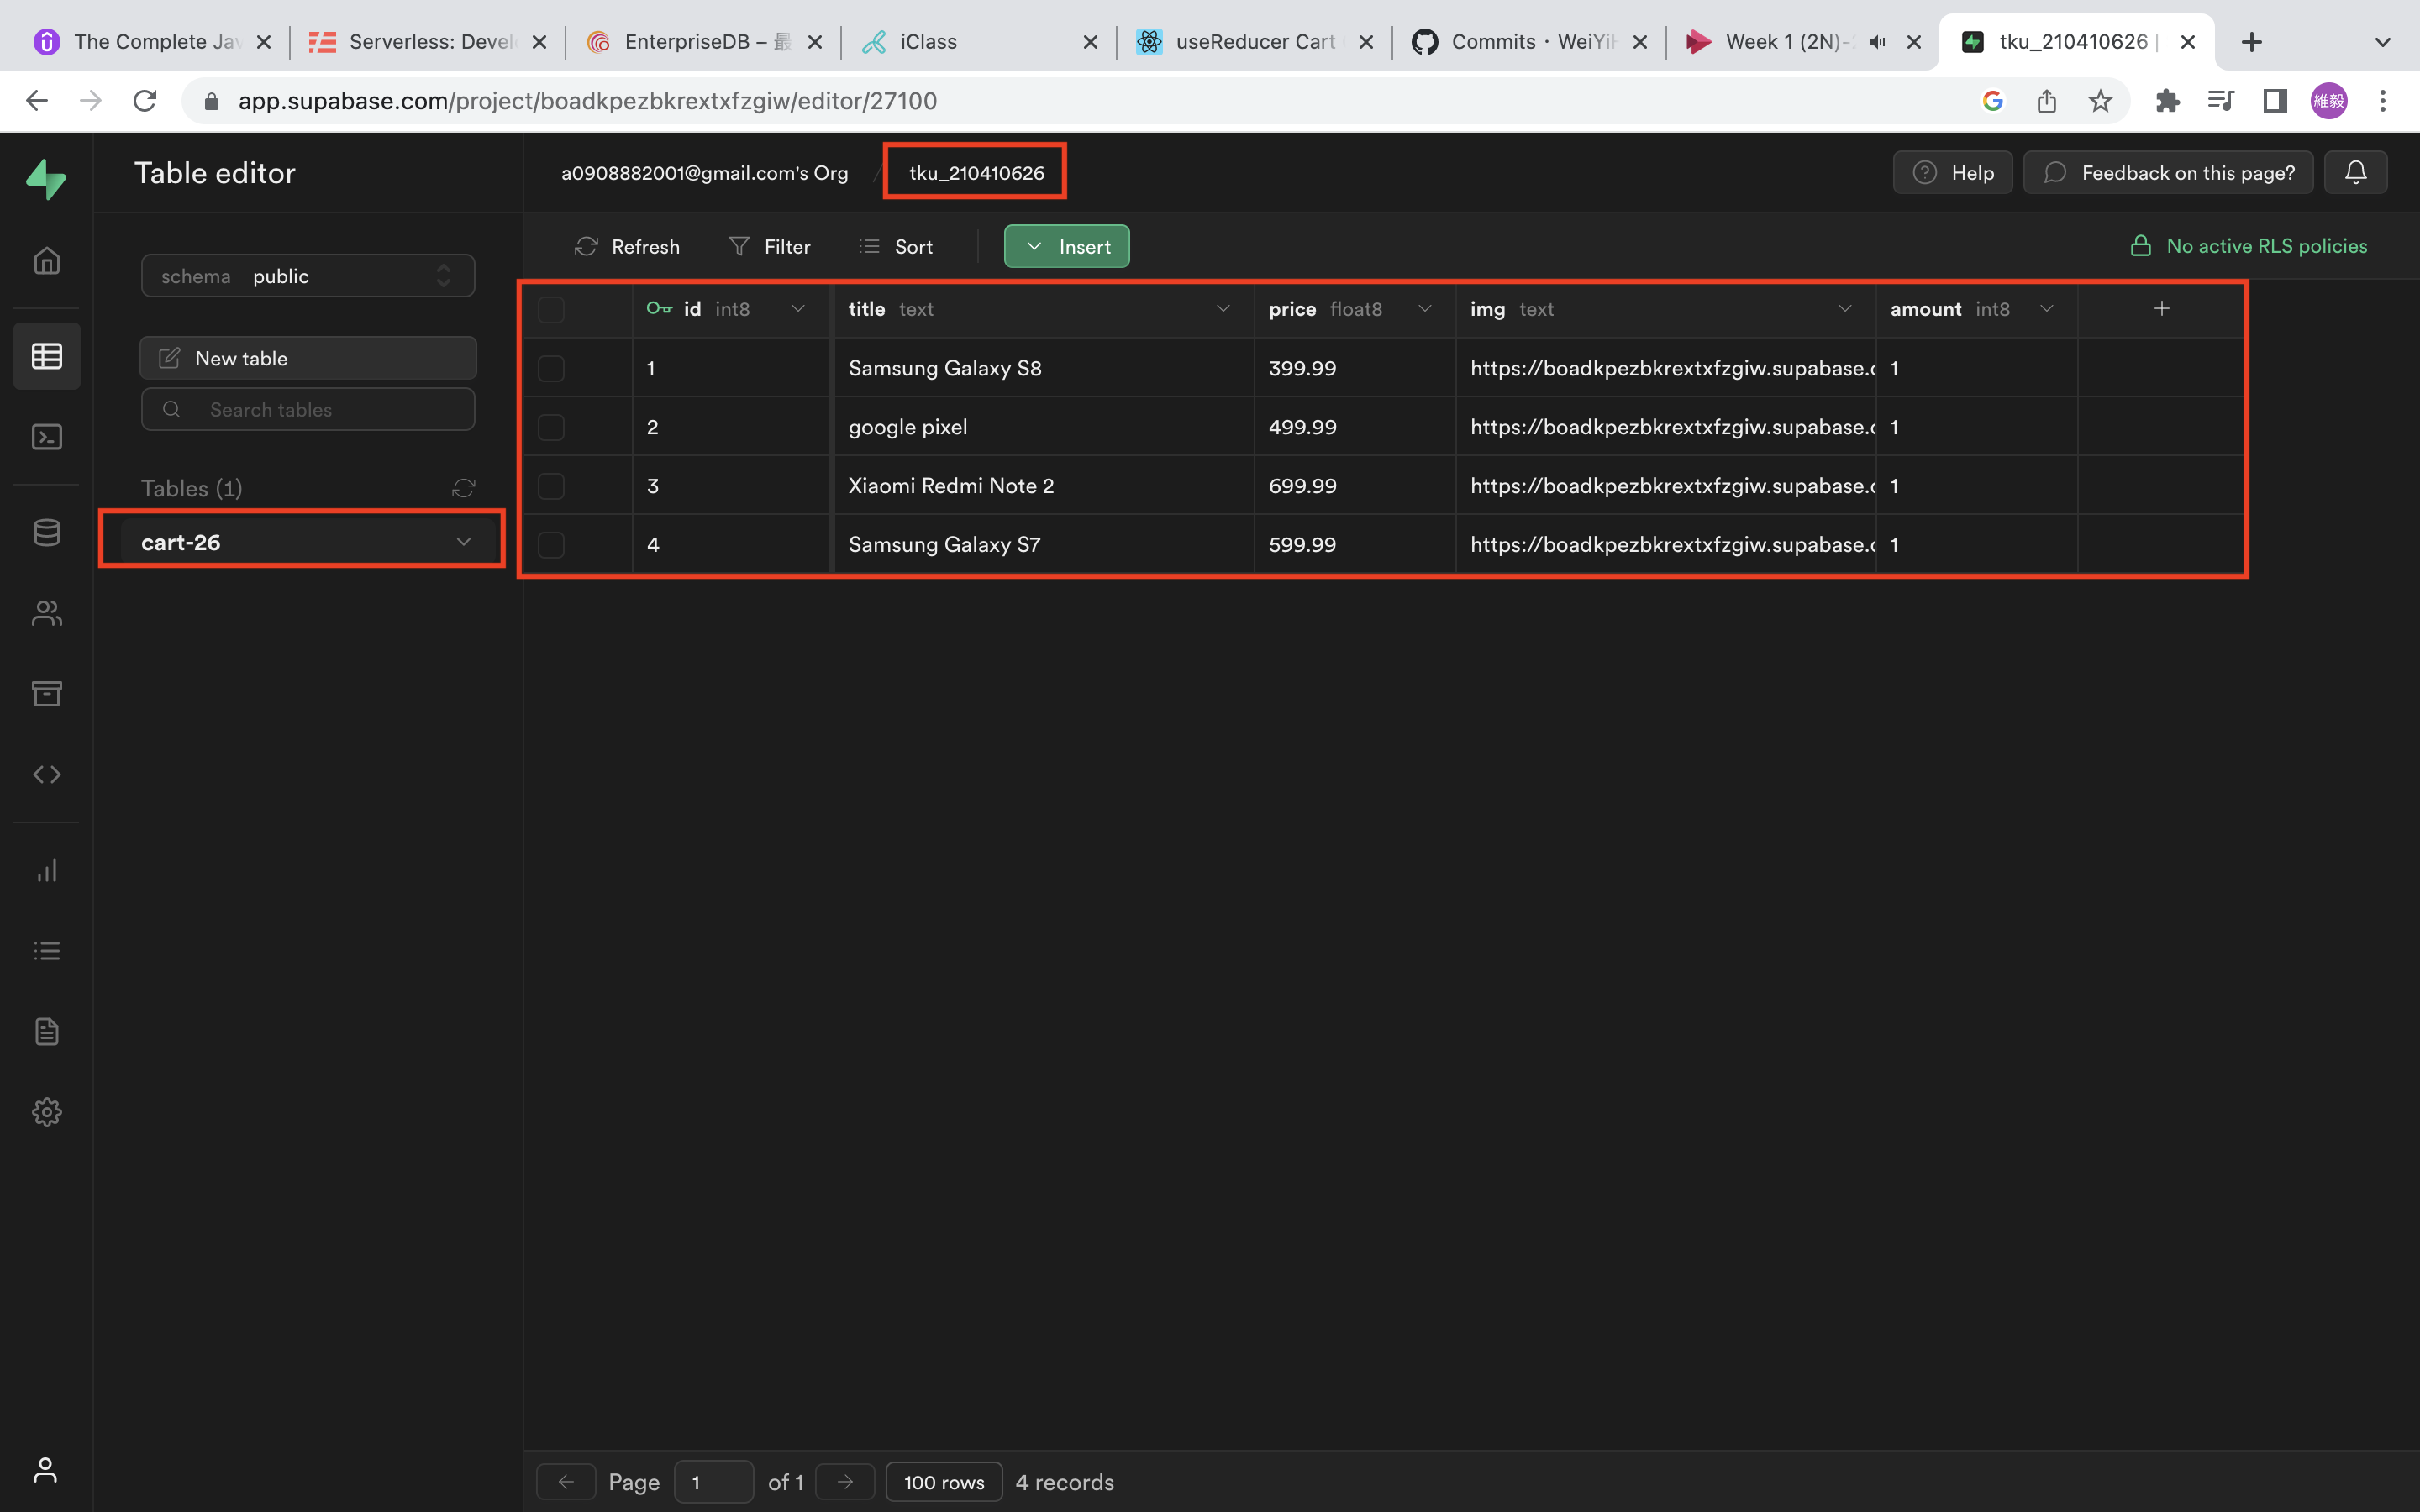 The Complete Jav
Serverless: Develo
EnterpriseDB – 最
iClass
useReducer Cart
Commits · WeiYiH
Week 1 (2N)-
tku_210410626 |
app.supabase.com/project/boadkpezbkrextxfzgiw/editor/27100
維毅
Table editor
a0908882001@gmail.com's Org / tku_210410626
Help
Feedback on this page?
Refresh
Filter
Sort
Insert
No active RLS policies
schema public
New table
Search tables
Tables (1)
cart-26
id int8 title text price float8 img text amount int8 +
1 Samsung Galaxy S8 399.99 https://boadkpezbkrextxfzgiw.supabase.c 1
2 google pixel 499.99 https://boadkpezbkrextxfzgiw.supabase.c 1
3 Xiaomi Redmi Note 2 699.99 https://boadkpezbkrextxfzgiw.supabase.c 1
4 Samsung Galaxy S7 599.99 https://boadkpezbkrextxfzgiw.supabase.c 1
Page 1 of 1 100 rows 4 records